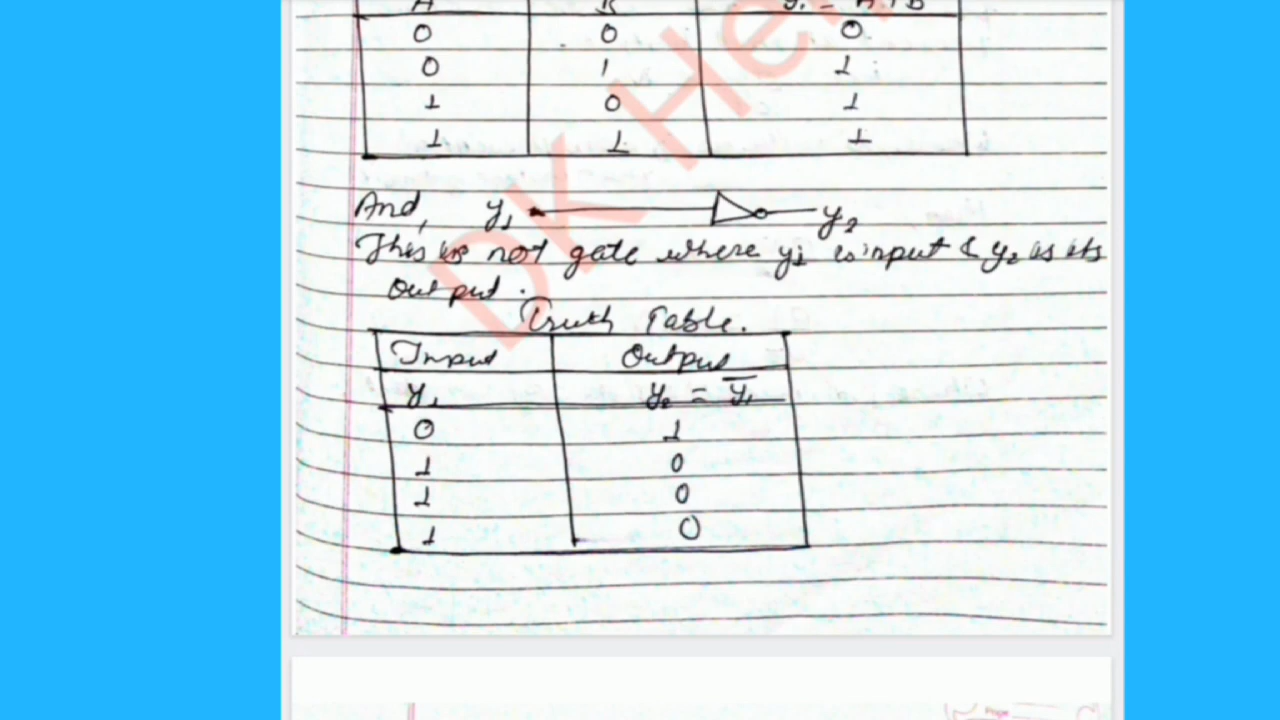 A B y₁ = A+B
0 0 0
0 1 1
1 0 1
1 1 1
And, y₁ y₂
This is not gate where y₁ is input & y₂ is its
output.
Truth Table.
Input Output
y₁ y₂ = y̅₁
0 1
1 0
1 0
1 0
DK He